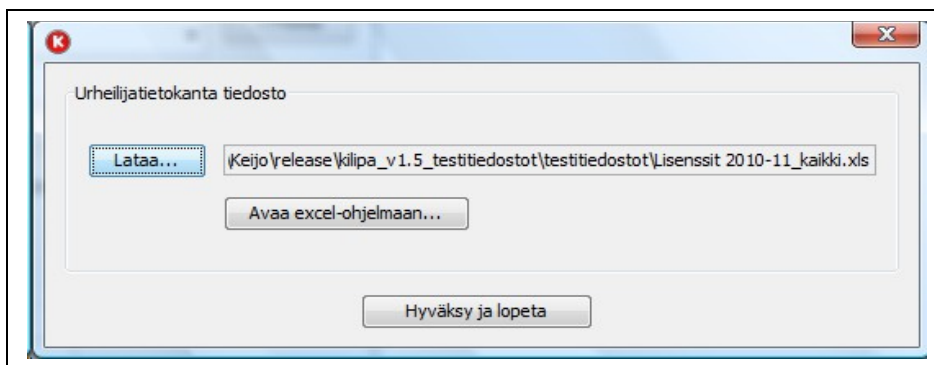 K
Urheilijatietokanta tiedosto
Lataa... \Keijo\release\kilipa_v1.5_testitiedostot\testitiedostot\Lisenssit 2010-11_kaikki.xls
Avaa excel-ohjelmaan...
Hyväksy ja lopeta